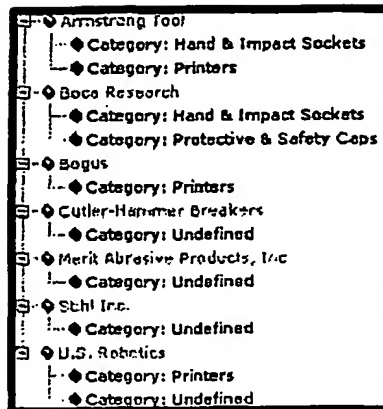 Armstrong Tool
Category: Hand & Impact Sockets
Category: Printers
Boca Research
Category: Hand & Impact Sockets
Category: Protective & Safety Caps
Bogus
Category: Printers
Cutler-Hammer Breakers
Category: Undefined
Merit Abrasive Products, Inc
Category: Undefined
Sthl Inc.
Category: Undefined
U.S. Robotics
Category: Printers
Category: Undefined